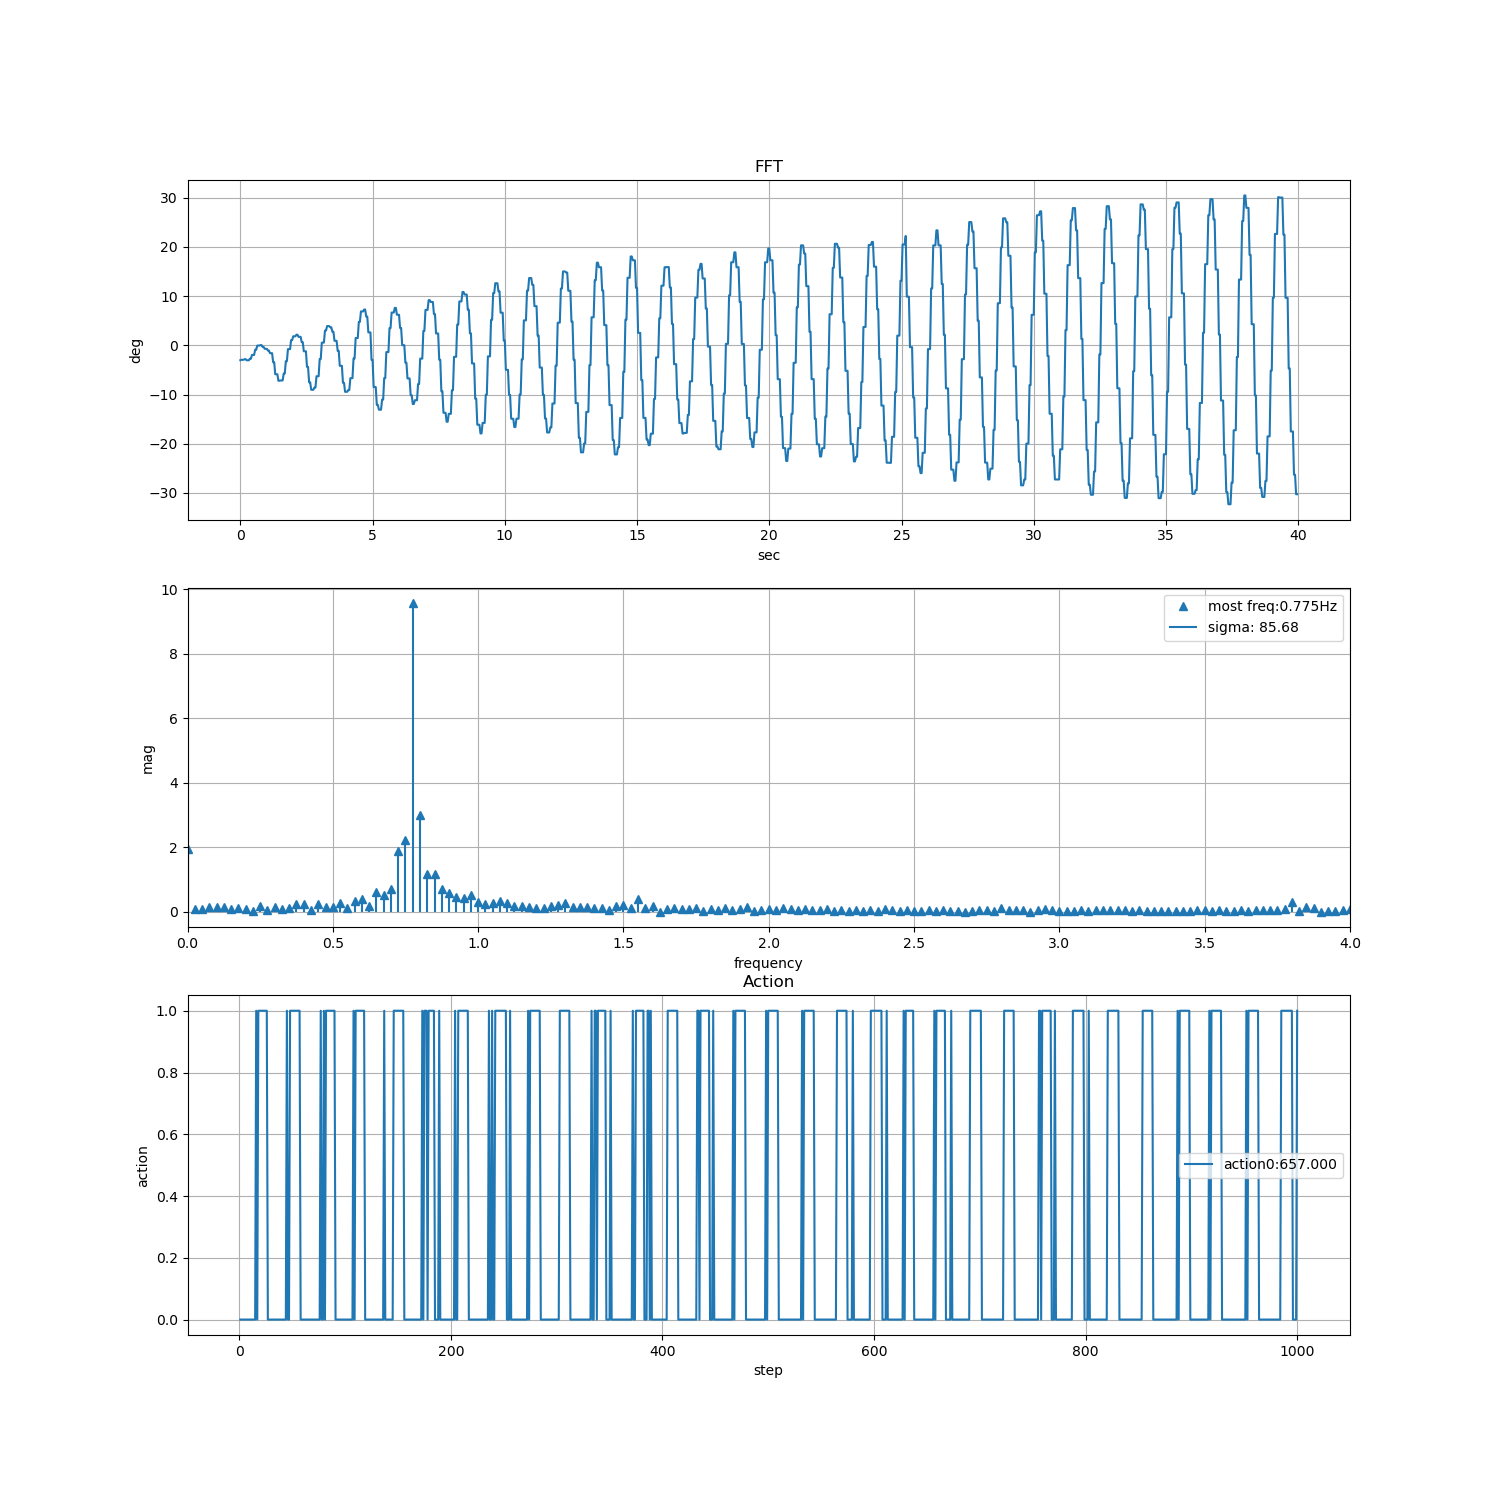 FFT
30
20
10
0
−10
−20
−30
deg
0 5 10 15 20 25 30 35 40
sec
10
8
6
4
2
0
mag
most freq:0.775Hz
sigma: 85.68
0.0 0.5 1.0 1.5 2.0 2.5 3.0 3.5 4.0
frequency
Action
1.0
0.8
0.6
0.4
0.2
0.0
action
action0:657.000
0 200 400 600 800 1000
step